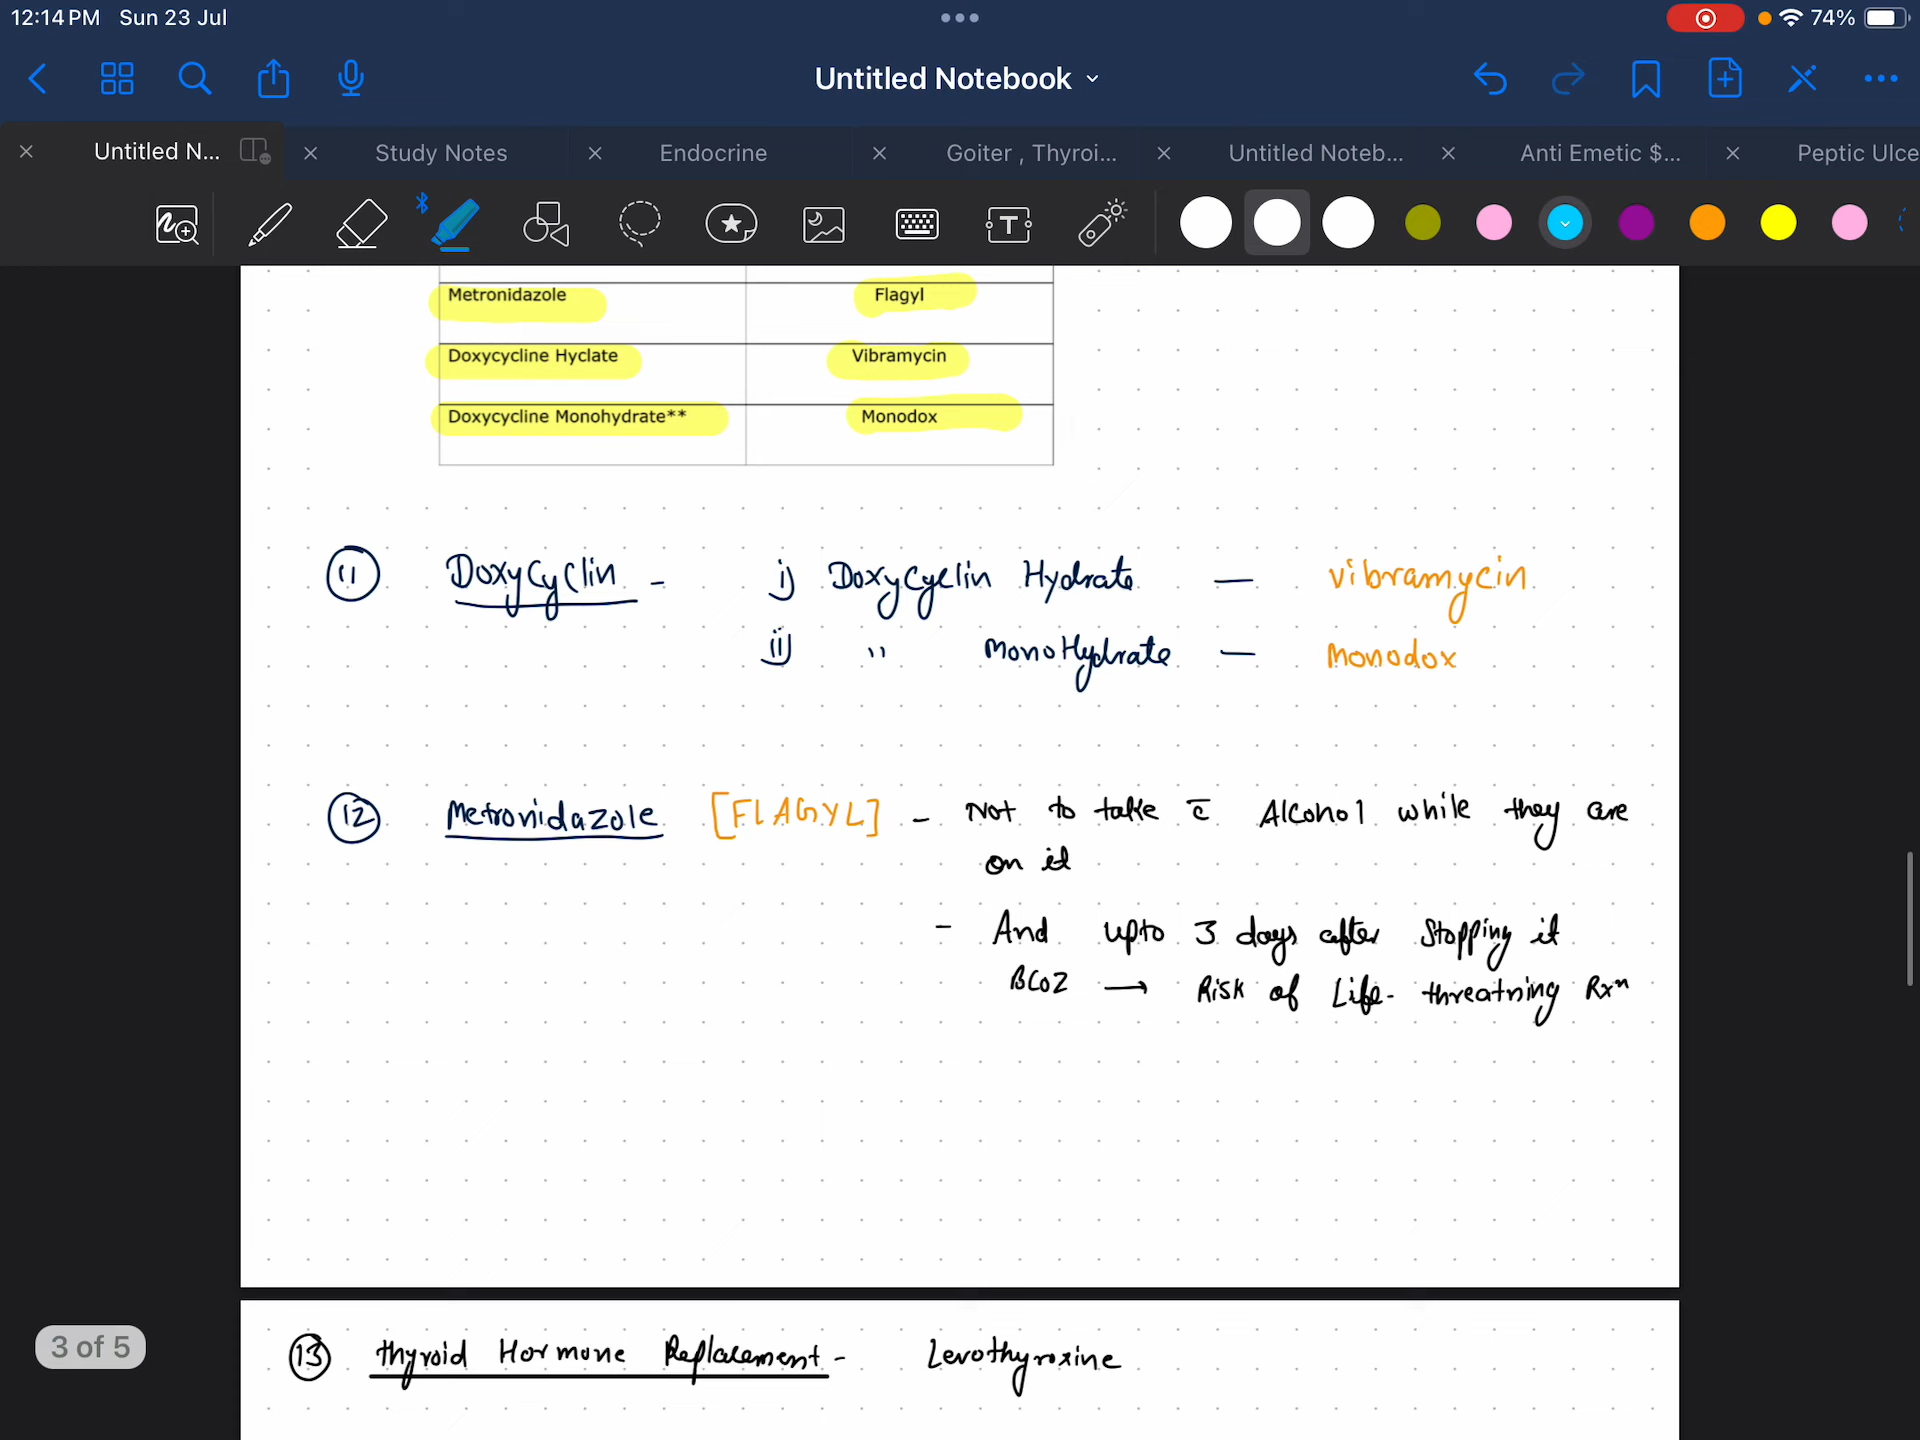 12:14 PM Sun 23 Jul 74%
Untitled Notebook
Untitled N... Study Notes Endocrine Goiter , Thyroi... Untitled Noteb... Anti Emetic $... Peptic Ulce
Metronidazole Flagyl
Doxycycline Hyclate Vibramycin
Doxycycline Monohydrate** Monodox
11 Doxycyclin - i) Doxycyclin Hydrate — vibramycin
ii) " MonoHydrate — Monodox
12 Metronidazole [FLAGYL] - Not to take c̄ Alcohol while they are
on it
- And upto 3 days after stopping it
BCOZ → Risk of Life- threatning Rxn
3 of 5
13 Thyroid Hormone Replacement - Levothyroxine